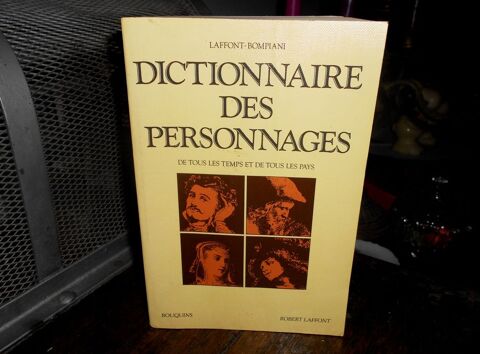 LAFFONT-BOMPIANI
DICTIONNAIRE
DES
PERSONNAGES
DE TOUS LES TEMPS ET DE TOUS LES PAYS
BOUQUINS
ROBERT LAFFONT